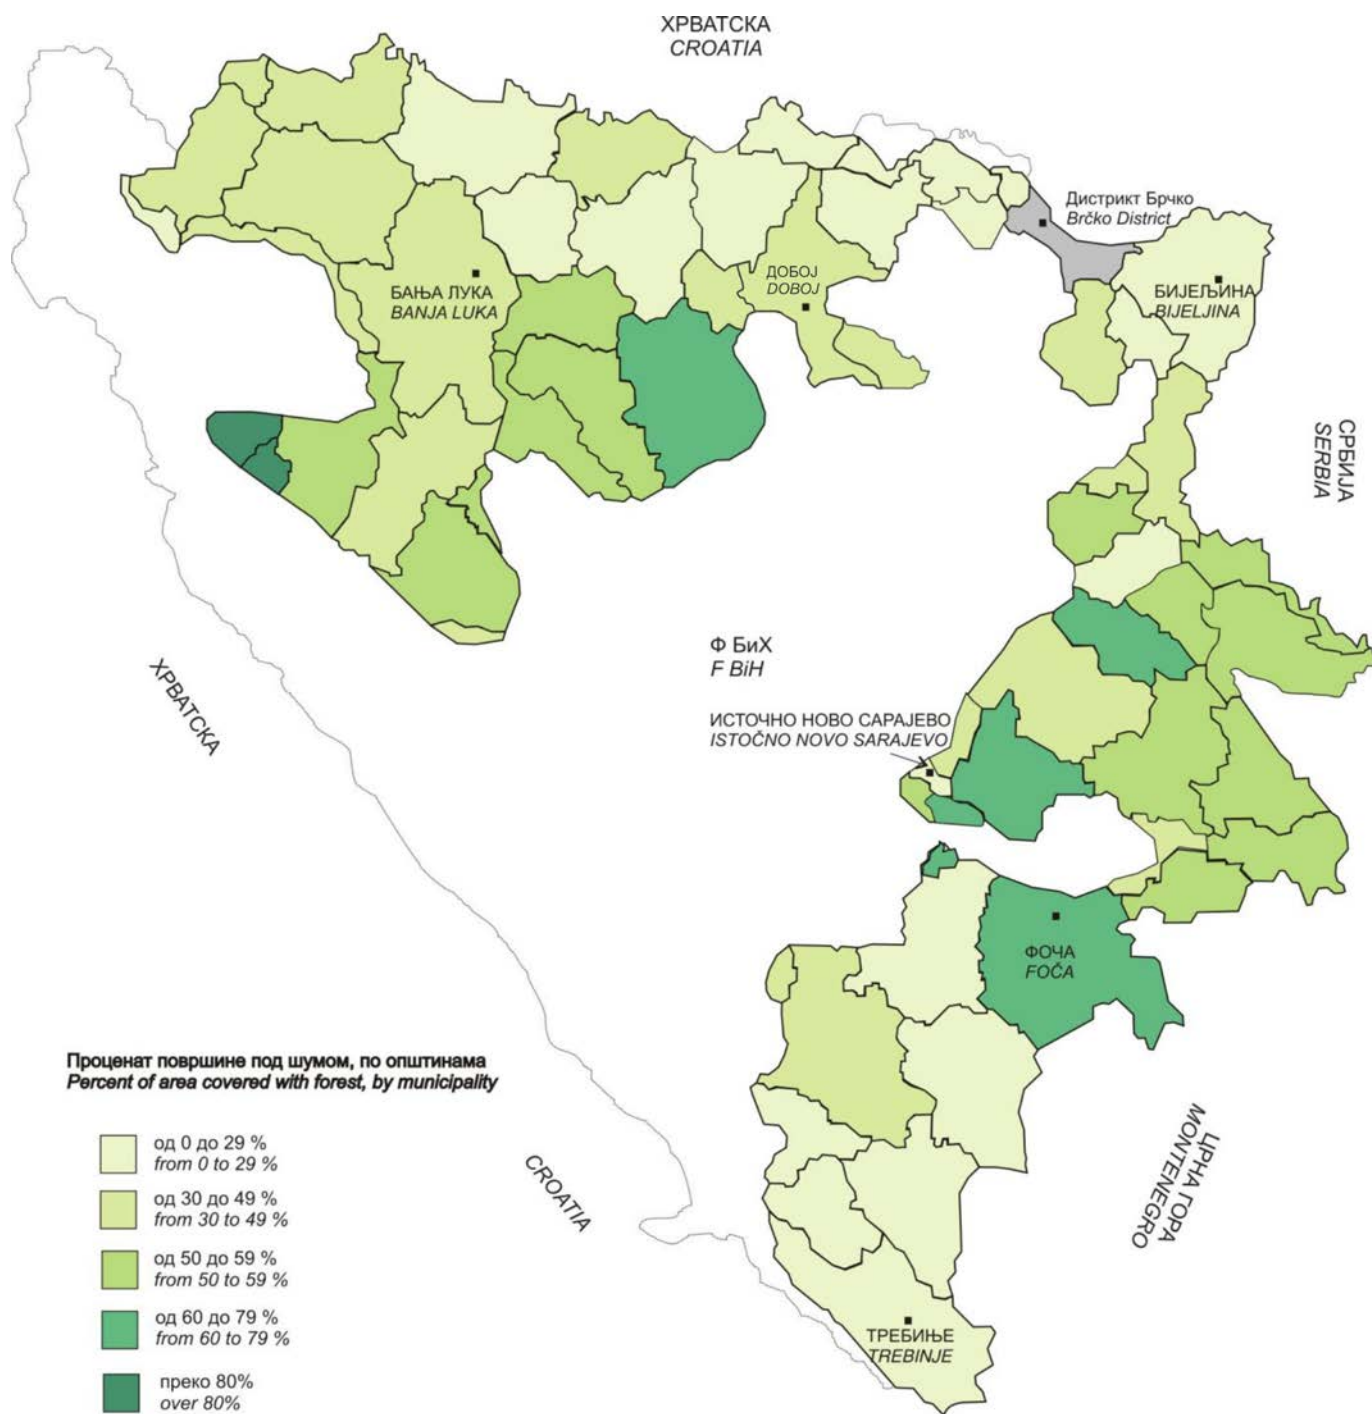 ХРВАТСКА
CROATIA
Дистрикт Брчко
Brčko District
ДОБОЈ
DOBOJ
БАЊА ЛУКА
BANJA LUKA
БИЈЕЉИНА
BIJELJINA
СРБИЈА
SERBIA
Ф БиХ
F BiH
ХРВАТСКА
ИСТОЧНО НОВО САРАЈЕВО
ISTOČNO NOVO SARAJEVO
ФОЧА
FOČA
Проценат површине под шумом, по општинама
Percent of area covered with forest, by municipality
ЦРНА ГОРА
MONTENEGRO
CROATIA
од 0 до 29 %
from 0 to 29 %
од 30 до 49 %
from 30 to 49 %
од 50 до 59 %
from 50 to 59 %
од 60 до 79 %
from 60 to 79 %
преко 80%
over 80%
ТРЕБИЊЕ
TREBINJE